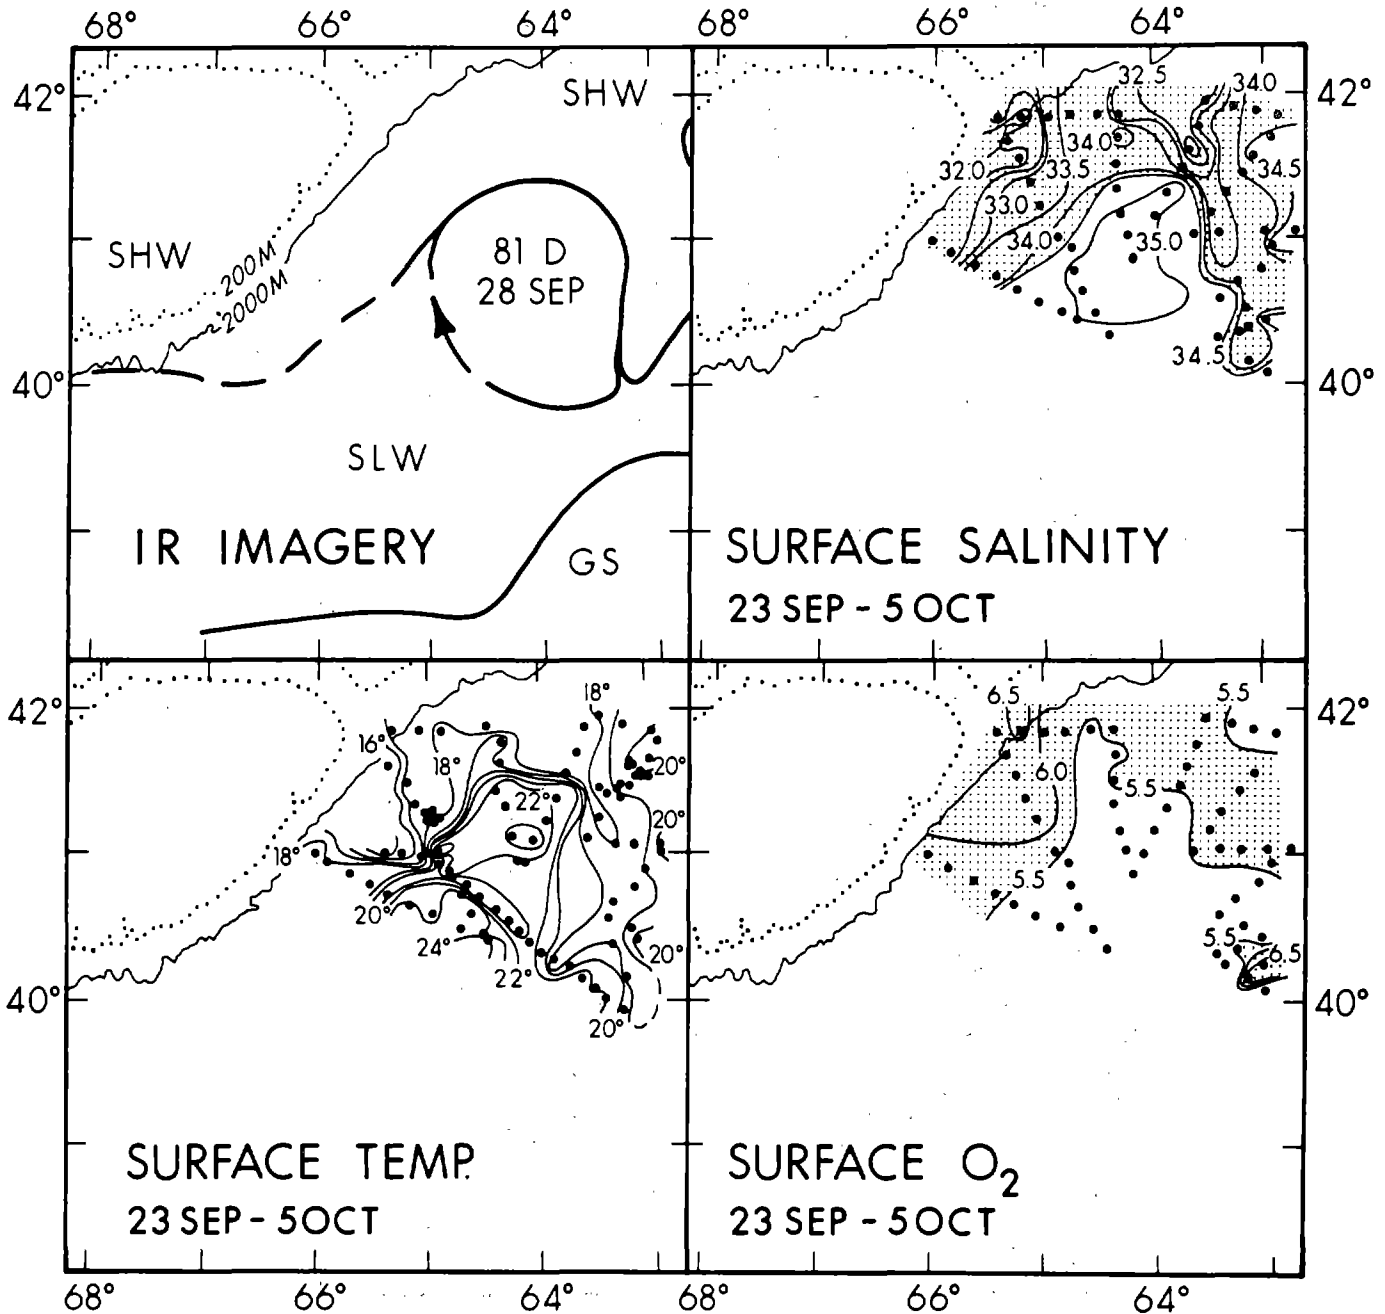 68° 66° 64° 66° 64°
42°
SHW
SHW
200M
2000M
81 D
28 SEP
40°
SLW
IR IMAGERY
GS
32.5
34.0
42°
34.0
32.0
33.5
34.5
33.0
34.0
35.0
34.5
40°
SURFACE SALINITY
23 SEP - 5 OCT
42°
18°
16°
18°
20°
22°
20°
18°
20°
24°
22°
20°
20°
40°
SURFACE TEMP.
23 SEP - 5 OCT
6.5
5.5
42°
6.0
5.5
5.5
5.5
6.5
40°
SURFACE O₂
23 SEP - 5 OCT
68° 66° 64° 66° 64°